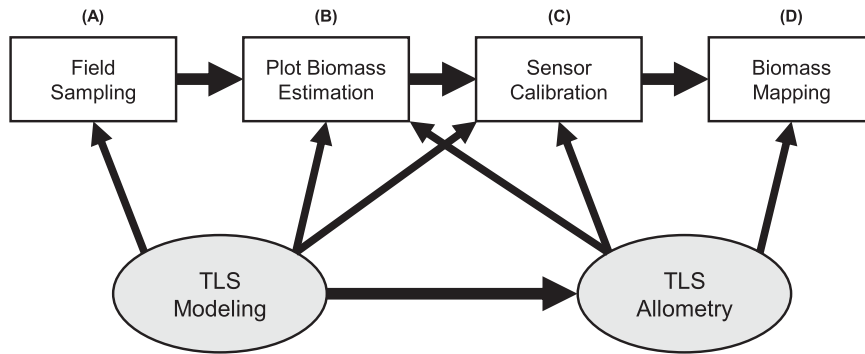 (A)
(B)
(C)
(D)
Field
Sampling
Plot Biomass
Estimation
Sensor
Calibration
Biomass
Mapping
TLS
Modeling
TLS
Allometry